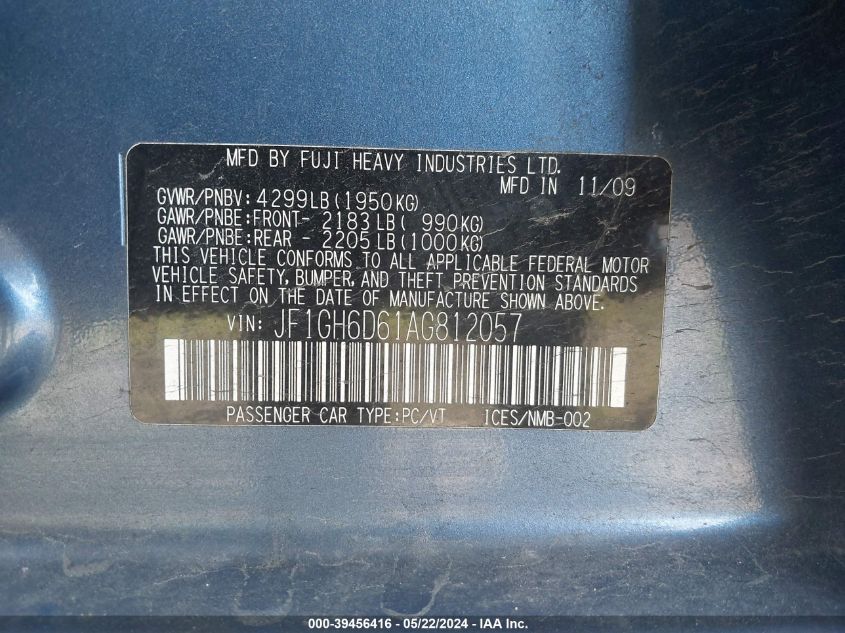 MFD BY FUJI HEAVY INDUSTRIES LTD.
MFD IN 11/09
GVWR/PNBV: 4299LB(1950KG)
GAWR/PNBE:FRONT- 2183LB( 990KG)
GAWR/PNBE:REAR - 2205LB(1000KG)
THIS VEHICLE CONFORMS TO ALL APPLICABLE FEDERAL MOTOR
VEHICLE SAFETY, BUMPER, AND THEFT PREVENTION STANDARDS
IN EFFECT ON THE DATE OF MANUFACTURE SHOWN ABOVE.
VIN: JF1GH6D61AG812057
PASSENGER CAR TYPE:PC/VT ICES/NMB-002
000-39456416 - 05/22/2024 - IAA Inc.